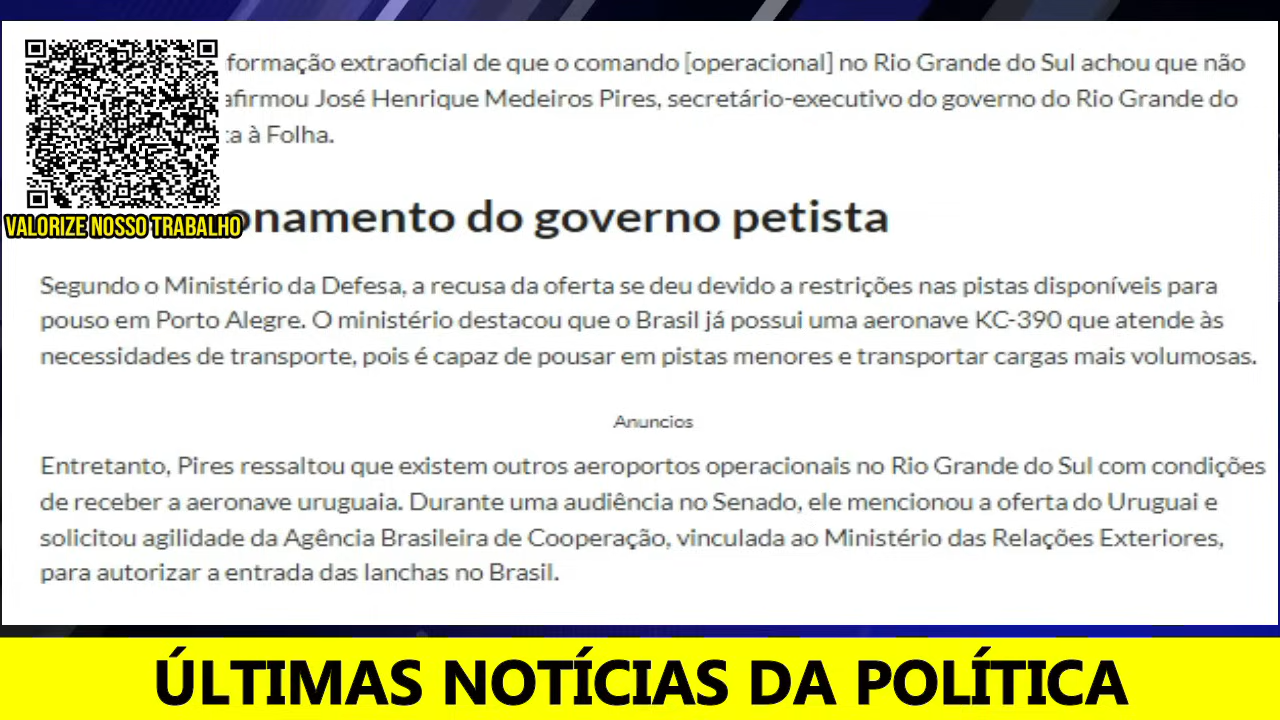 formação extraoficial de que o comando [operacional] no Rio Grande do Sul achou que não
afirmou José Henrique Medeiros Pires, secretário-executivo do governo do Rio Grande do
à Folha.
VALORIZE NOSSO TRABALHO
onamento do governo petista
Segundo o Ministério da Defesa, a recusa da oferta se deu devido a restrições nas pistas disponíveis para
pouso em Porto Alegre. O ministério destacou que o Brasil já possui uma aeronave KC-390 que atende às
necessidades de transporte, pois é capaz de pousar em pistas menores e transportar cargas mais volumosas.
Anuncios
Entretanto, Pires ressaltou que existem outros aeroportos operacionais no Rio Grande do Sul com condições
de receber a aeronave uruguaia. Durante uma audiência no Senado, ele mencionou a oferta do Uruguai e
solicitou agilidade da Agência Brasileira de Cooperação, vinculada ao Ministério das Relações Exteriores,
para autorizar a entrada das lanchas no Brasil.
ÚLTIMAS NOTÍCIAS DA POLÍTICA